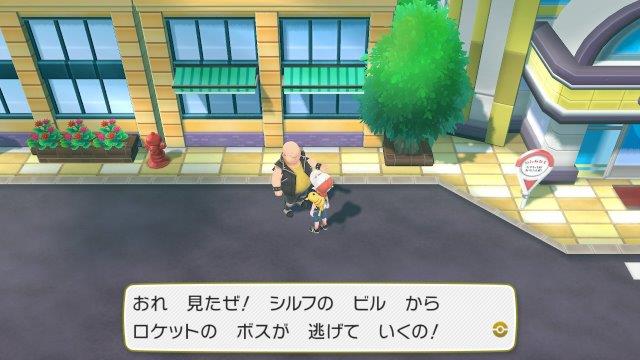 おれ　見たぜ！　シルフの　ビル　から
ロケットの　ボスが　逃げて　いくの！